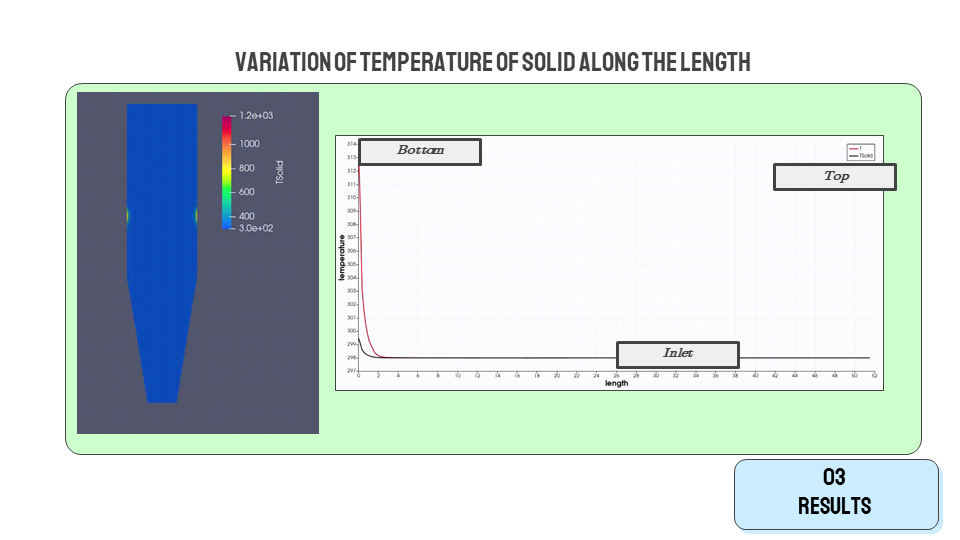 VARIATION OF TEMPERATURE OF SOLID ALONG THE LENGTH
1.2e+03
1000
800
600
400
3.0e+02
TSolid
Bottom
Top
Inlet
T
TSolid
314
313
312
311
310
309
308
307
306
305
304
303
302
301
300
299
298
297
temperature
0 2 4 6 8 10 12 14 16 18 20 22 24 26 28 30 32 34 36 38 40 42 44 46 48 50 52
length
03
RESULTS